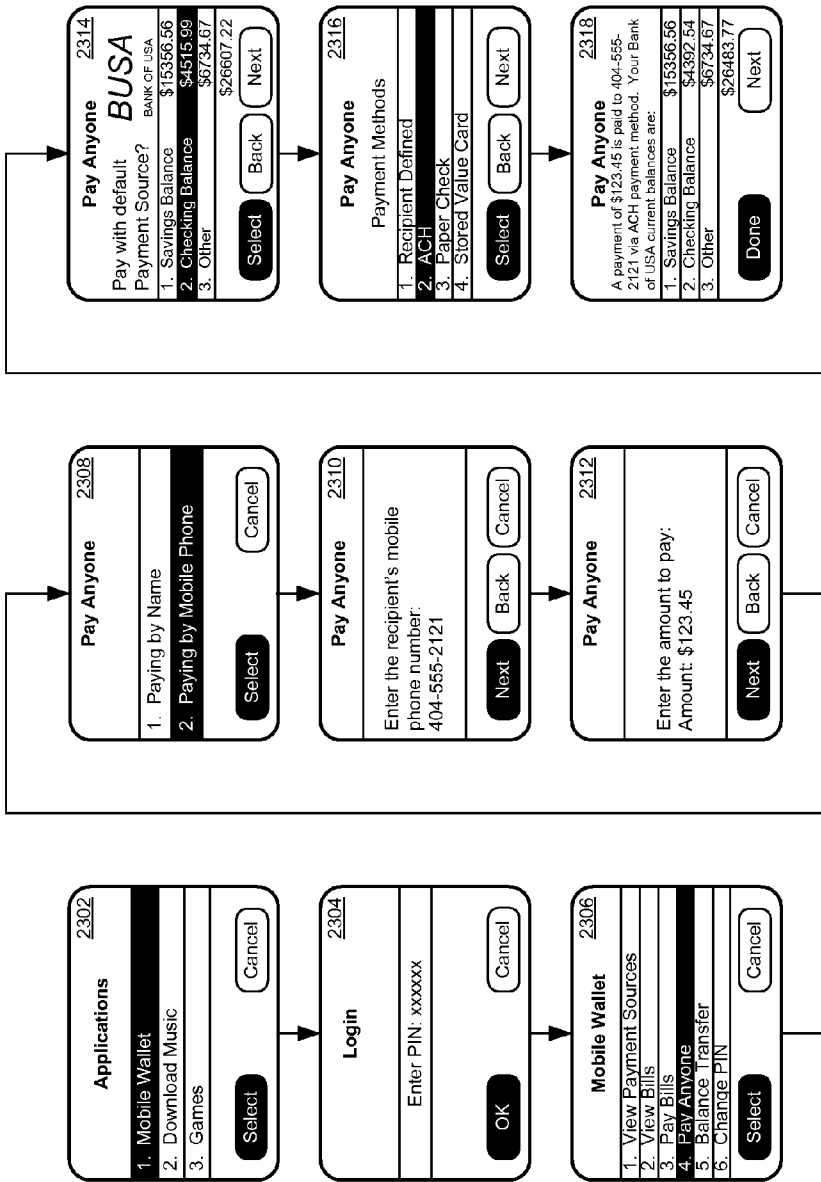 Applications
2302
1. Mobile Wallet
2. Download Music
3. Games
Select
Cancel
Login
2304
Enter PIN: xxxxxx
OK
Cancel
Mobile Wallet
2306
1. View Payment Sources
2. View Bills
3. Pay Bills
4. Pay Anyone
5. Balance Transfer
6. Change PIN
Select
Cancel
Pay Anyone
2308
1. Paying by Name
2. Paying by Mobile Phone
Select
Cancel
Pay Anyone
2310
Enter the recipient's mobile
phone number:
404-555-2121
Next
Back
Cancel
Pay Anyone
2312
Enter the amount to pay:
Amount: $123.45
Next
Back
Cancel
Pay Anyone
2314
Pay with default
Payment Source?
BUSA
BANK OF USA
1. Savings Balance $15356.56
2. Checking Balance $4515.99
3. Other $6734.67
$26607.22
Select
Back
Next
Pay Anyone
2316
Payment Methods
1. Recipient Defined
2. ACH
3. Paper Check
4. Stored Value Card
Select
Back
Next
Pay Anyone
2318
A payment of $123.45 is paid to 404-555-
2121 via ACH payment method. Your Bank
of USA current balances are:
1. Savings Balance $15356.56
2. Checking Balance $4392.54
3. Other $6734.67
$26483.77
Done
Next